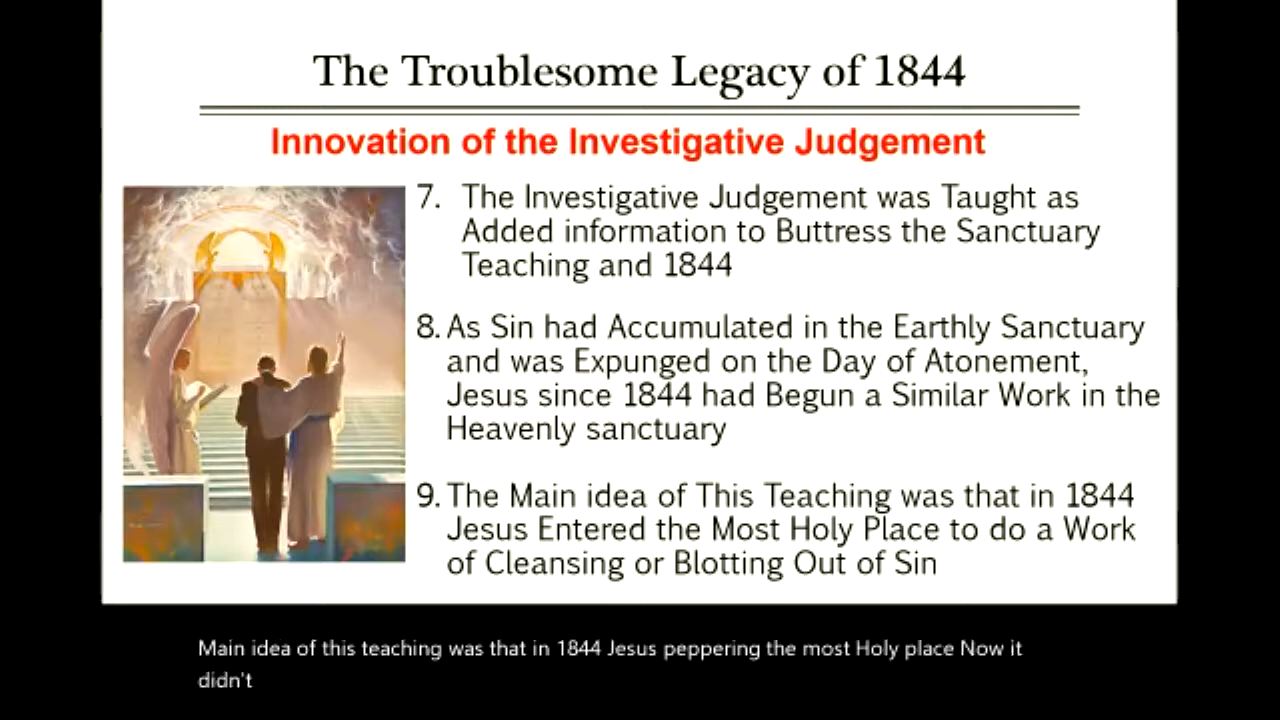 The Troublesome Legacy of 1844
Innovation of the Investigative Judgement
7. The Investigative Judgement was Taught as
Added information to Buttress the Sanctuary
Teaching and 1844
8. As Sin had Accumulated in the Earthly Sanctuary
and was Expunged on the Day of Atonement,
Jesus since 1844 had Begun a Similar Work in the
Heavenly sanctuary
9. The Main idea of This Teaching was that in 1844
Jesus Entered the Most Holy Place to do a Work
of Cleansing or Blotting Out of Sin
Main idea of this teaching was that in 1844 Jesus peppering the most Holy place Now it
didn't